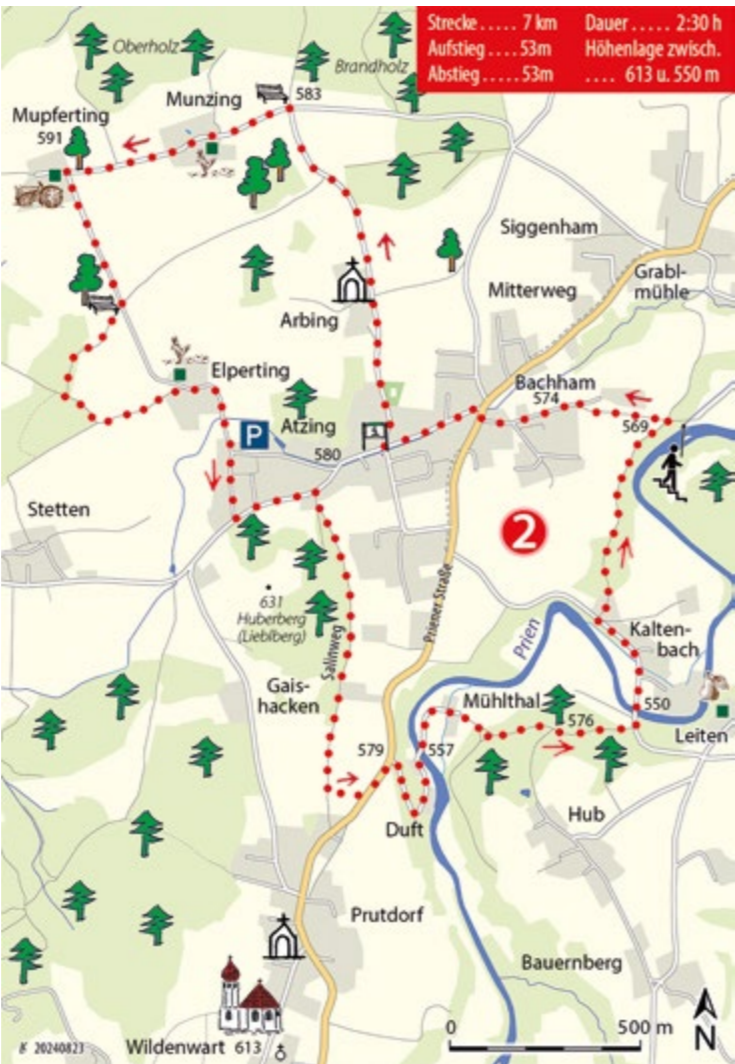 Strecke ..... 7 km
Dauer ..... 2:30 h
Aufstieg .... 53m
Höhenlage zwisch.
Abstieg ..... 53m
.... 613 u. 550 m
Oberholz
Brandholz
Munzing
583
Mupferting
591
Siggenham
Grabl-
mühle
Mitterweg
Arbing
Elperting
Bachham
574
569
P
Atzing
580
Stetten
2
631
Huberberg
(Lieblberg)
Salinweg
Priener Straße
Prien
Kalten-
bach
Gais-
hacken
Mühlthal
550
576
Leiten
579
557
Duft
Hub
Prutdorf
Bauernberg
Wildenwart 613
20240823
0
500 m
N